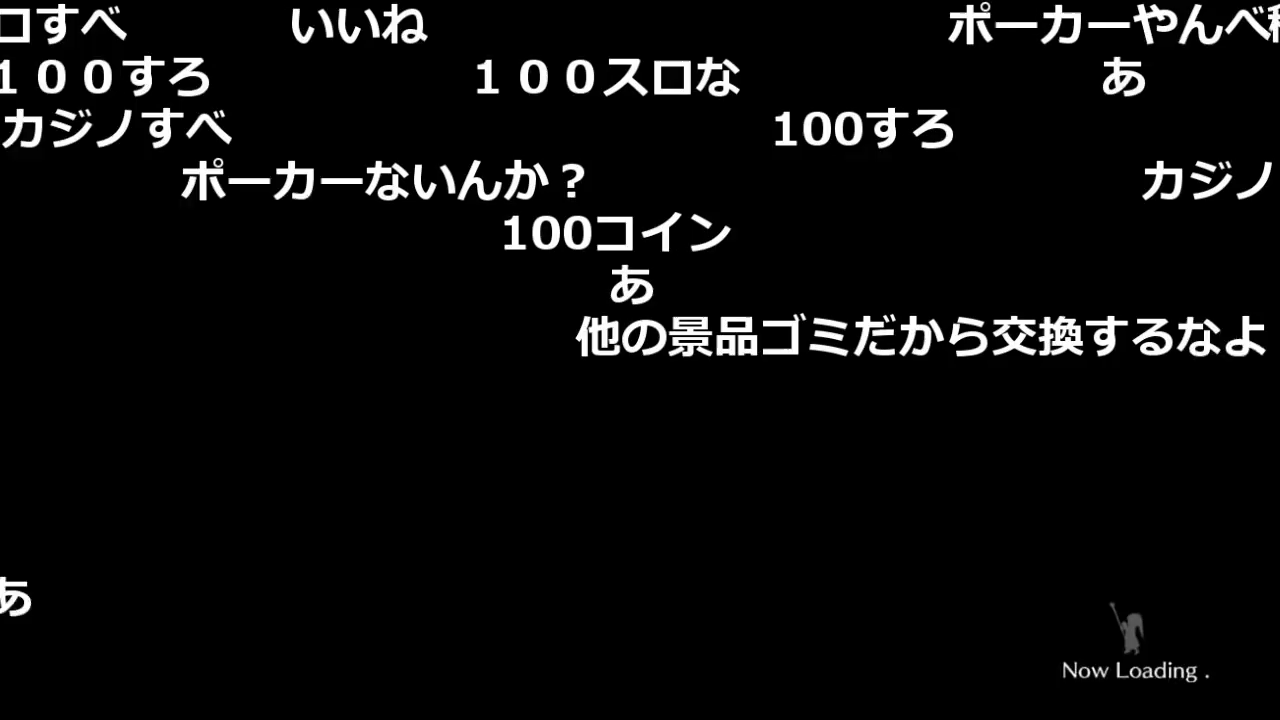 ロすべ いいね ポーカーやんべ
１００すろ １００スロな あ
カジノすべ 100すろ
ポーカーないんか？ カジノ
100コイン
あ
他の景品ゴミだから交換するなよ
あ
Now Loading .